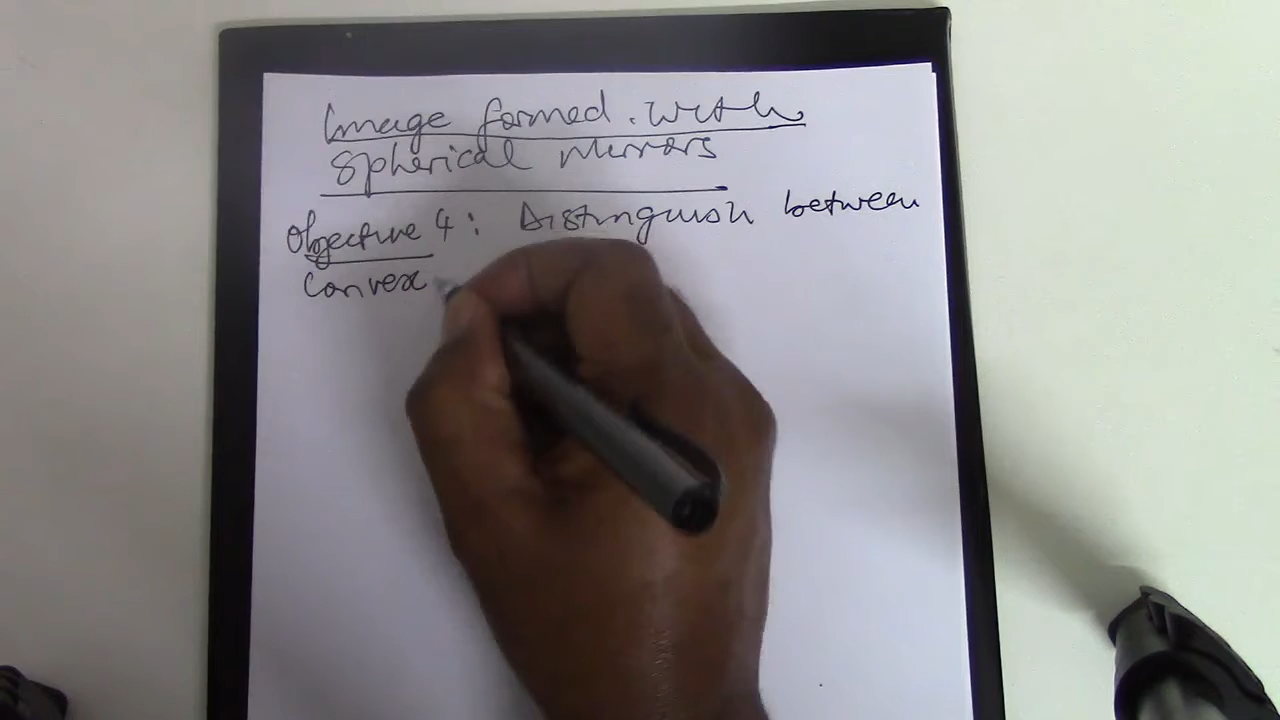 Image formed with
Spherical Mirrors
Objective 4: Distinguish between
Convex